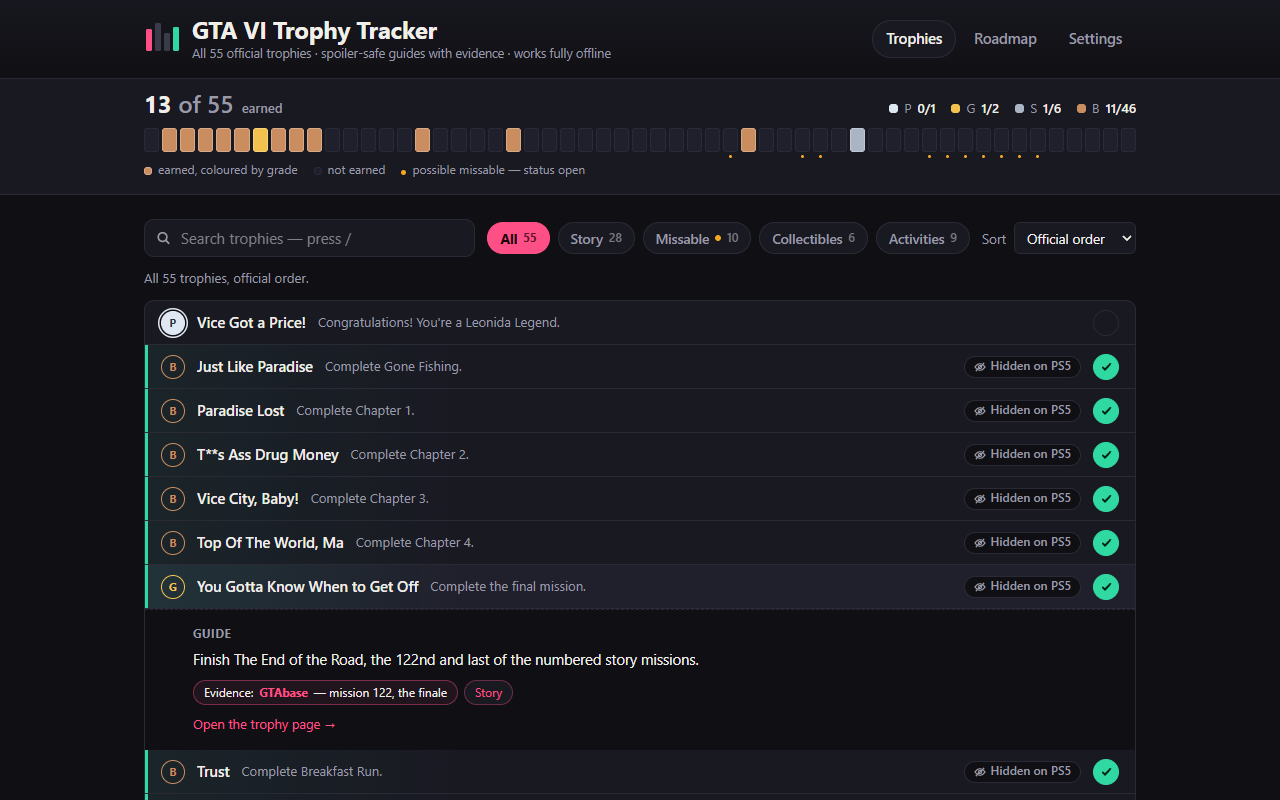 GTA VI Trophy Tracker
All 55 official trophies · spoiler-safe guides with evidence · works fully offline
Trophies Roadmap Settings
13 of 55 earned
P 0/1 G 1/2 S 1/6 B 11/46
earned, coloured by grade not earned possible missable — status open
Search trophies — press /
All 55 Story 28 Missable 10 Collectibles 6 Activities 9 Sort Official order
All 55 trophies, official order.
P Vice Got a Price! Congratulations! You're a Leonida Legend.
B Just Like Paradise Complete Gone Fishing. Hidden on PS5
B Paradise Lost Complete Chapter 1. Hidden on PS5
B T**s Ass Drug Money Complete Chapter 2. Hidden on PS5
B Vice City, Baby! Complete Chapter 3. Hidden on PS5
B Top Of The World, Ma Complete Chapter 4. Hidden on PS5
G You Gotta Know When to Get Off Complete the final mission. Hidden on PS5
GUIDE
Finish The End of the Road, the 122nd and last of the numbered story missions.
Evidence: GTAbase — mission 122, the finale Story
Open the trophy page →
B Trust Complete Breakfast Run. Hidden on PS5